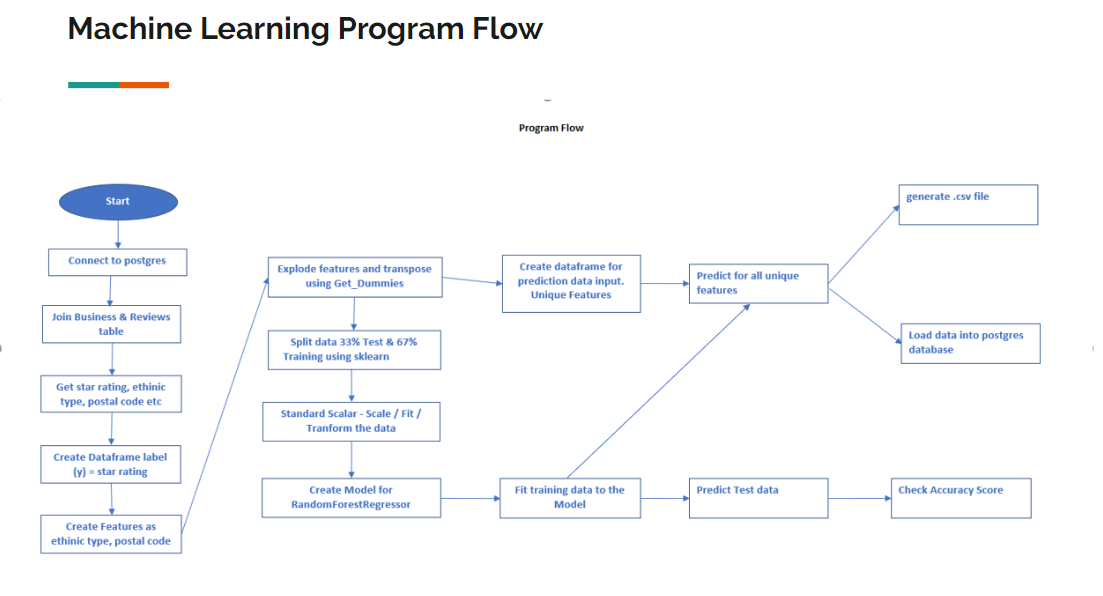 Machine Learning Program Flow
Program Flow
Start
Connect to postgres
Join Business & Reviews
table
Get star rating, ethinic
type, postal code etc
Create Dataframe label
(y) = star rating
Create Features as
ethinic type, postal code
Explode features and transpose
using Get_Dummies
Split data 33% Test & 67%
Training using sklearn
Standard Scalar - Scale / Fit /
Tranform the data
Create Model for
RandomForestRegressor
Create dataframe for
prediction data input.
Unique Features
Fit training data to the
Model
Predict for all unique
features
Predict Test data
generate .csv file
Load data into postgres
database
Check Accuracy Score